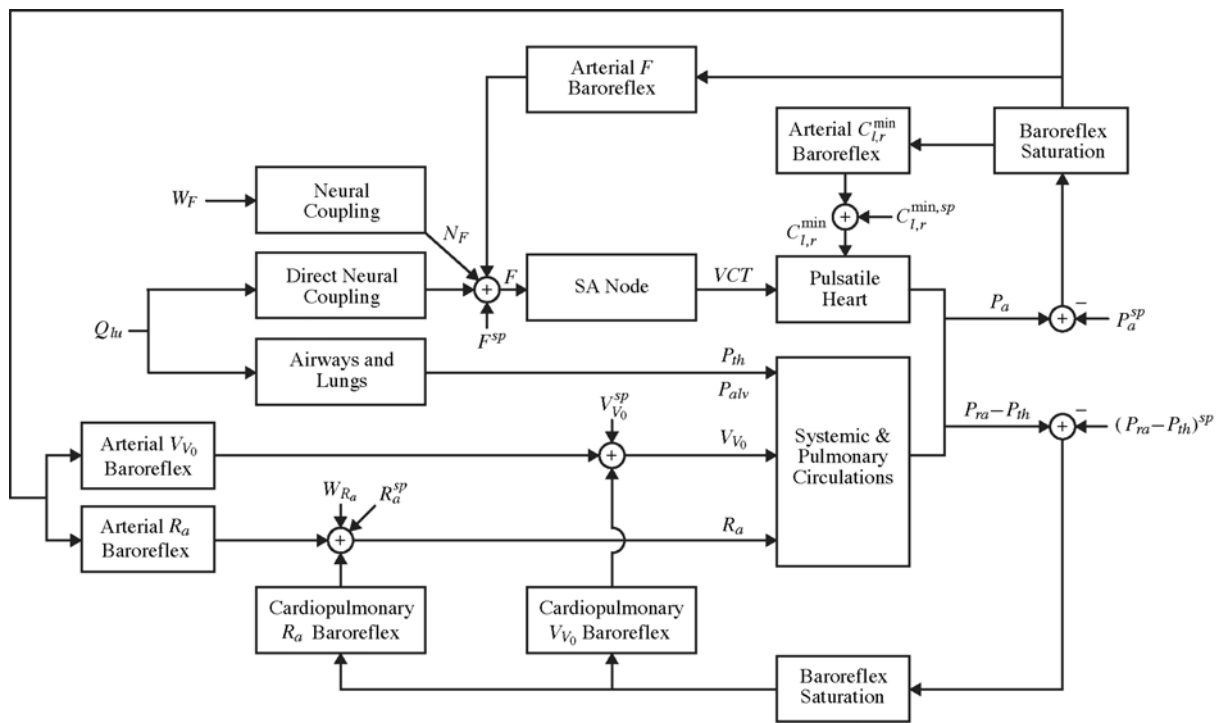 Arterial F
Baroreflex
Arterial C_{l,r}^{min}
Baroreflex
Baroreflex
Saturation
W_F
Neural
Coupling
N_F
+
C_{l,r}^{min,sp}
C_{l,r}^{min}
Direct Neural
Coupling
+
F
SA Node
VCT
Pulsatile
Heart
P_a
+
−
P_a^{sp}
Q_{lu}
F^{sp}
Airways and
Lungs
P_{th}
P_{alv}
V_{V_0}^{sp}
Arterial V_{V_0}
Baroreflex
+
V_{V_0}
Systemic &
Pulmonary
Circulations
P_{ra}−P_{th}
+
−
(P_{ra}−P_{th})^{sp}
W_{R_a}
R_a^{sp}
Arterial R_a
Baroreflex
+
R_a
Cardiopulmonary
R_a Baroreflex
Cardiopulmonary
V_{V_0} Baroreflex
Baroreflex
Saturation